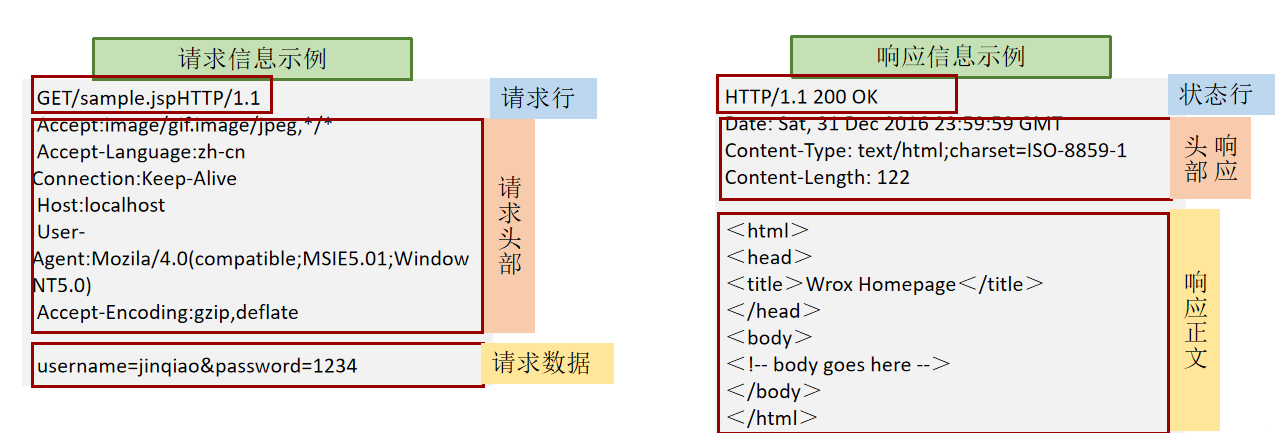 请求信息示例
GET/sample.jspHTTP/1.1
请求行
Accept:image/gif.image/jpeg,*/*
Accept-Language:zh-cn
Connection:Keep-Alive
Host:localhost
User-
Agent:Mozila/4.0(compatible;MSIE5.01;Window
NT5.0)
Accept-Encoding:gzip,deflate
请求头部
username=jinqiao&password=1234
请求数据
响应信息示例
HTTP/1.1 200 OK
状态行
Date: Sat, 31 Dec 2016 23:59:59 GMT
Content-Type: text/html;charset=ISO-8859-1
Content-Length: 122
响应
头部
＜html＞
＜head＞
＜title＞Wrox Homepage＜/title＞
＜/head＞
＜body＞
＜!-- body goes here --＞
＜/body＞
＜/html＞
响应正文